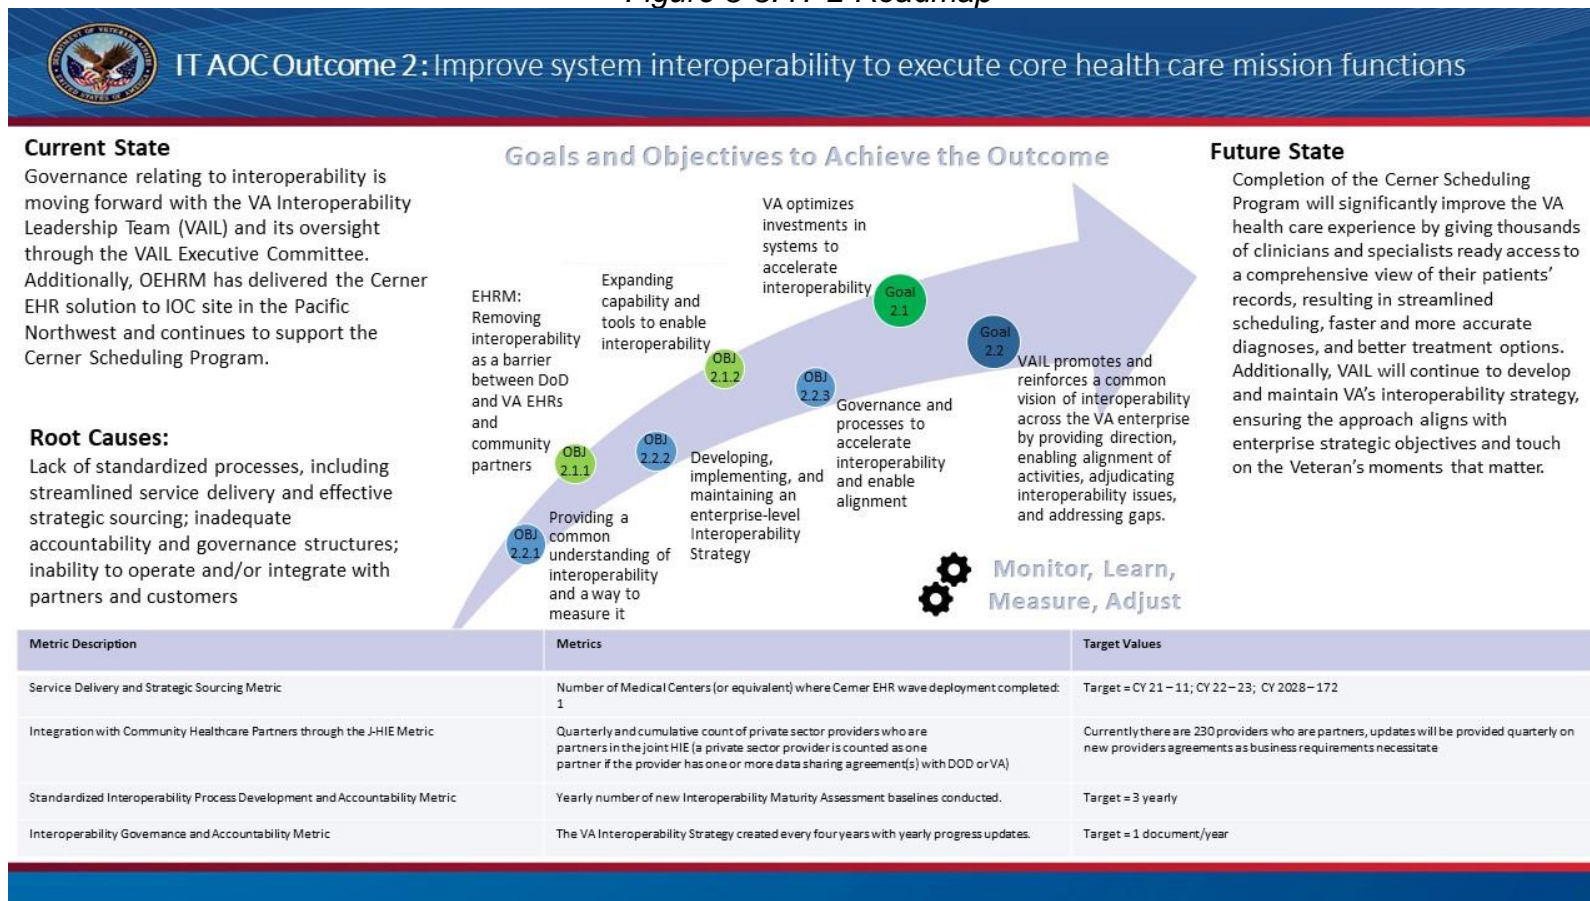 Figure 3-3. IT-2 Roadmap
IT AOC Outcome 2: Improve system interoperability to execute core health care mission functions
Current State
Governance relating to interoperability is
moving forward with the VA Interoperability
Leadership Team (VAIL) and its oversight
through the VAIL Executive Committee.
Additionally, OEHRM has delivered the Cerner
EHR solution to IOC site in the Pacific
Northwest and continues to support the
Cerner Scheduling Program.
Root Causes:
Lack of standardized processes, including
streamlined service delivery and effective
strategic sourcing; inadequate
accountability and governance structures;
inability to operate and/or integrate with
partners and customers
Goals and Objectives to Achieve the Outcome
EHRM:
Removing
interoperability
as a barrier
between DoD
and VA EHRs
and
community
partners
Expanding
capability and
tools to enable
interoperability
VA optimizes
investments in
systems to
accelerate
interoperability
OBJ
2.2.1
OBJ
2.1.1
OBJ
2.2.2
OBJ
2.1.2
OBJ
2.2.3
Goal
2.1
Goal
2.2
Providing a
common
understanding of
interoperability
and a way to
measure it
Developing,
implementing, and
maintaining an
enterprise-level
Interoperability
Strategy
Governance and
processes to
accelerate
interoperability
and enable
alignment
VAIL promotes and
reinforces a common
vision of interoperability
across the VA enterprise
by providing direction,
enabling alignment of
activities, adjudicating
interoperability issues,
and addressing gaps.
Monitor, Learn,
Measure, Adjust
Future State
Completion of the Cerner Scheduling
Program will significantly improve the VA
health care experience by giving thousands
of clinicians and specialists ready access to
a comprehensive view of their patients'
records, resulting in streamlined
scheduling, faster and more accurate
diagnoses, and better treatment options.
Additionally, VAIL will continue to develop
and maintain VA's interoperability strategy,
ensuring the approach aligns with
enterprise strategic objectives and touch
on the Veteran's moments that matter.
Metric Description
Metrics
Target Values
Service Delivery and Strategic Sourcing Metric
Number of Medical Centers (or equivalent) where Cerner EHR wave deployment completed:
1
Target = CY 21 – 11; CY 22 – 23; CY 2028 – 172
Integration with Community Healthcare Partners through the J-HIE Metric
Quarterly and cumulative count of private sector providers who are
partners in the joint HIE (a private sector provider is counted as one
partner if the provider has one or more data sharing agreement(s) with DOD or VA)
Currently there are 230 providers who are partners, updates will be provided quarterly on
new providers agreements as business requirements necessitate
Standardized Interoperability Process Development and Accountability Metric
Yearly number of new Interoperability Maturity Assessment baselines conducted.
Target = 3 yearly
Interoperability Governance and Accountability Metric
The VA Interoperability Strategy created every four years with yearly progress updates.
Target = 1 document/year